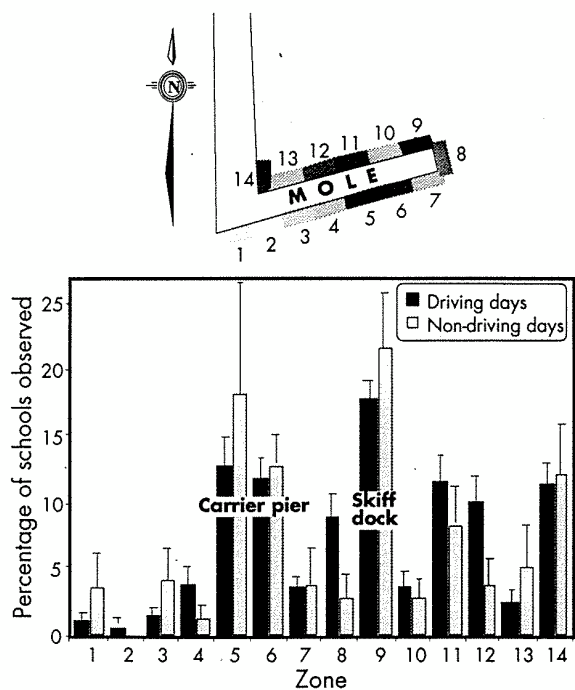 N
9
10
11
12
13
14
8
MOLE
7
6
5
4
3
2
1
Percentage of schools observed
25
20
15
10
5
0
Driving days
Non-driving days
Carrier pier
Skiff
dock
1 2 3 4 5 6 7 8 9 10 11 12 13 14
Zone